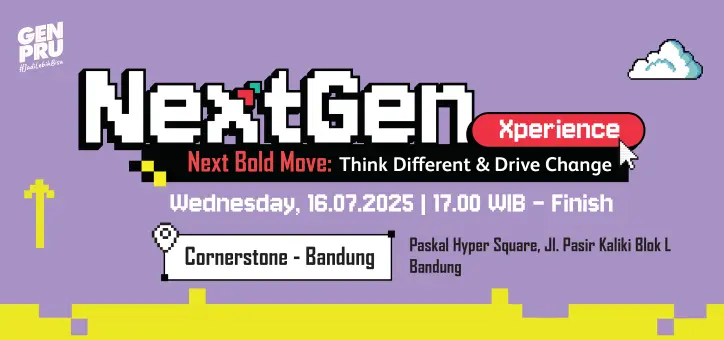 GEN
PRU
#DadiLebihBisa
NextGen
Xperience
Next Bold Move: Think Different & Drive Change
Wednesday, 16.07.2025 | 17.00 WIB - Finish
Cornerstone - Bandung
Paskal Hyper Square, Jl. Pasir Kaliki Blok L
Bandung